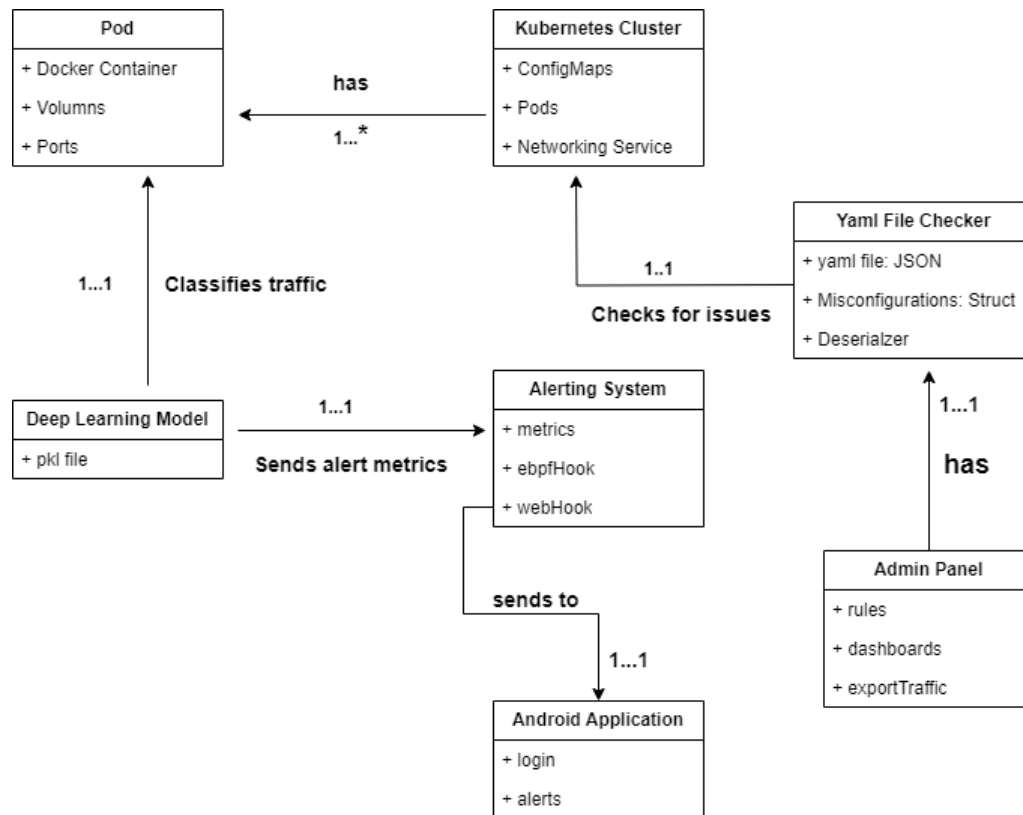 Pod
+ Docker Container
+ Volumns
+ Ports
has
1...*
Kubernetes Cluster
+ ConfigMaps
+ Pods
+ Networking Service
Yaml File Checker
+ yaml file: JSON
+ Misconfigurations: Struct
+ Deserialzer
1...1
Classifies traffic
1..1
Checks for issues
Deep Learning Model
+ pkl file
1...1
Sends alert metrics
Alerting System
+ metrics
+ ebpfHook
+ webHook
1...1
has
Admin Panel
+ rules
+ dashboards
+ exportTraffic
sends to
1...1
Android Application
+ login
+ alerts